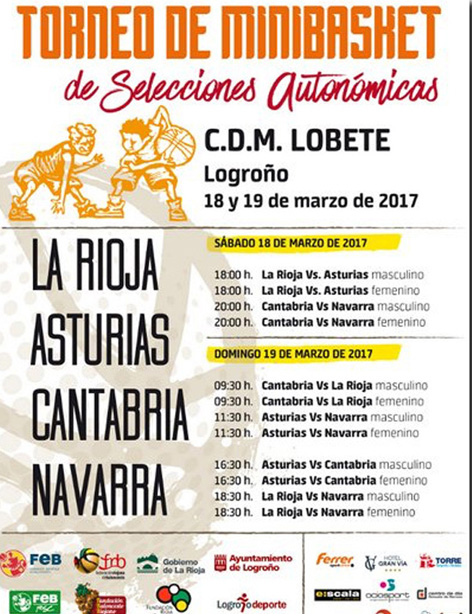 TORNEO DE MINIBASKET
de Selecciones Autonómicas
C.D.M. LOBETE
Logroño
18 y 19 de marzo de 2017
LA RIOJA
ASTURIAS
CANTABRIA
NAVARRA
SÁBADO 18 DE MARZO DE 2017
18:00 h. La Rioja Vs. Asturias masculino
18:00 h. La Rioja Vs. Asturias femenino
20:00 h. Cantabria Vs Navarra masculino
20:00 h. Cantabria Vs Navarra femenino
DOMINGO 19 DE MARZO DE 2017
09:30 h. Cantabria Vs La Rioja masculino
09:30 h. Cantabria Vs La Rioja femenino
11:30 h. Asturias Vs Navarra masculino
11:30 h. Asturias Vs Navarra femenino
16:30 h. Asturias Vs Cantabria masculino
16:30 h. Asturias Vs Cantabria femenino
18:30 h. La Rioja Vs Navarra masculino
18:30 h. La Rioja Vs Navarra femenino
FEB
frb
Gobierno
de La Rioja
Ayuntamiento
de Logroño
Ferrer
HOTEL
GRAN VÍA
TORRE
FEB
Logroñodeporte
e:scala
ociosport